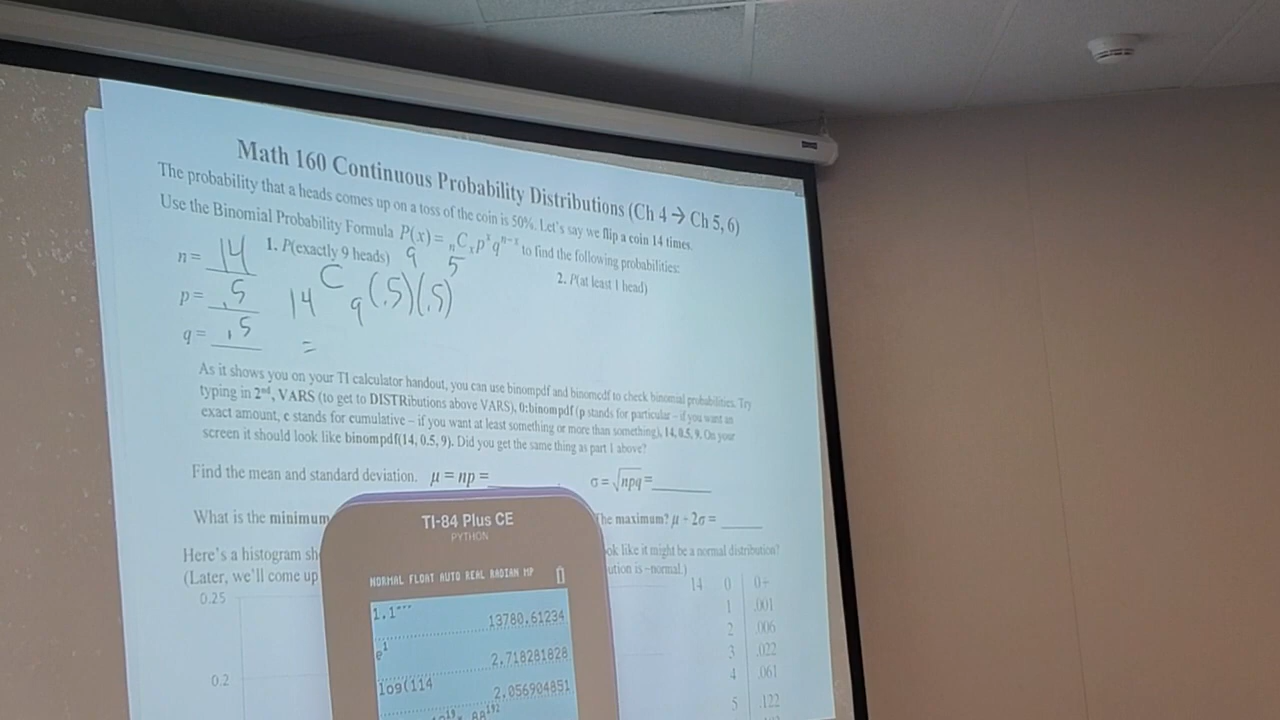 Math 160 Continuous Probability Distributions (Ch 4 → Ch 5, 6)
The probability that a heads comes up on a toss of the coin is 50%. Let's say we flip a coin 14 times.
Use the Binomial Probability Formula P(x) = nCx p^x q^n-x to find the following probabilities:
n = 14
1. P(exactly 9 heads)
2. P(at least 1 head)
p = .5
14 C 9 (.5)^9 (.5)^5
q = .5
=
As it shows you on your TI calculator handout, you can use binompdf and binomcdf to check binomial probabilities. Try
typing in 2nd, VARS (to get to DISTRibutions above VARS), 0:binompdf (p stands for particular – if you want an
exact amount, c stands for cumulative – if you want at least something or more than something), 14, 0.5, 9. On your
screen it should look like binompdf(14, 0.5, 9). Did you get the same thing as part 1 above?
Find the mean and standard deviation. μ = np = ______ σ = √npq = ______
What is the minimum
The maximum? μ + 2σ = ______
Here's a histogram sh
ok like it might be a normal distribution?
(Later, we'll come up
ution is ~normal.)
0.25
0.2
14 0 0+
1 .001
2 .006
3 .022
4 .061
5 .122
TI-84 Plus CE
PYTHON
NORMAL FLOAT AUTO REAL RADIAN MP
13780.61234
e^1
2.718281828
log(114
2.056904851